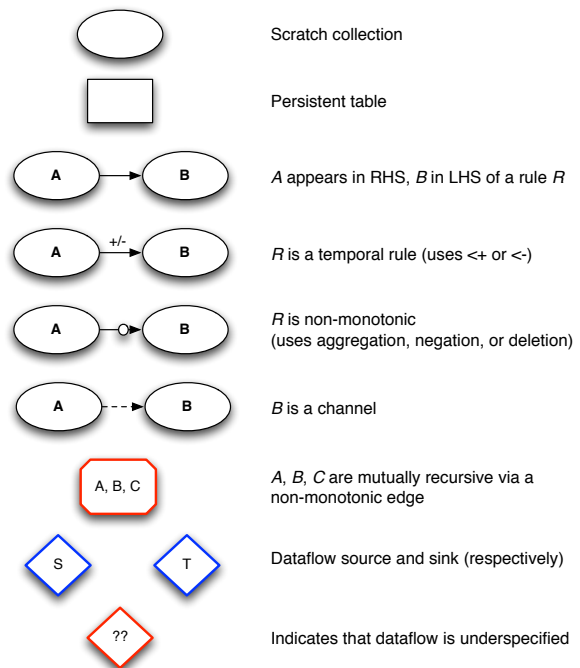 Scratch collection
Persistent table
A B A appears in RHS, B in LHS of a rule R
+/-
A B R is a temporal rule (uses <+ or <-)
A B R is non-monotonic
(uses aggregation, negation, or deletion)
A B B is a channel
A, B, C A, B, C are mutually recursive via a
non-monotonic edge
S T Dataflow source and sink (respectively)
?? Indicates that dataflow is underspecified